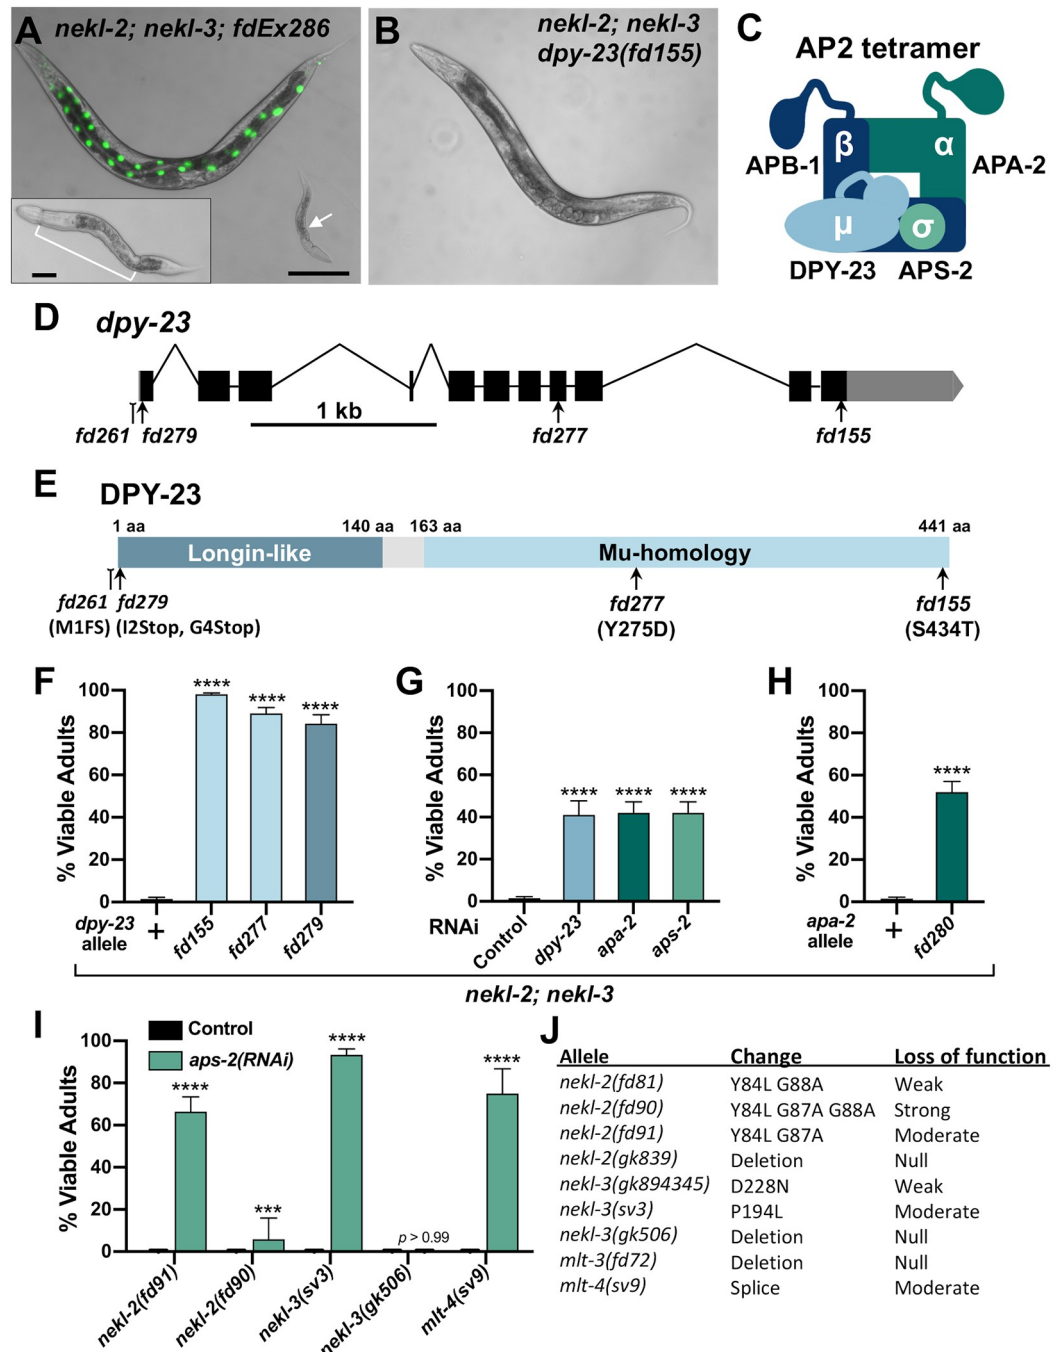 A nekl-2; nekl-3; fdEx286
B nekl-2; nekl-3
dpy-23(fd155)
C
AP2 tetramer
β α
APB-1 APA-2
μ σ
DPY-23 APS-2
D dpy-23
1 kb
fd261 fd279 fd277 fd155
E DPY-23
1 aa 140 aa 163 aa 441 aa
Longin-like Mu-homology
fd261 fd279 fd277 fd155
(M1FS) (I2Stop, G4Stop) (Y275D) (S434T)
F
% Viable Adults
100
80
60
40
20
0
**** **** ****
dpy-23
allele
+ fd155 fd277 fd279
G
% Viable Adults
100
80
60
40
20
0
**** **** ****
RNAi
Control dpy-23 apa-2 aps-2
H
% Viable Adults
100
80
60
40
20
0
****
apa-2
allele
+ fd280
nekl-2; nekl-3
I
Control
aps-2(RNAi)
% Viable Adults
100
80
60
40
20
0
**** *** **** p > 0.99 ****
nekl-2(fd91) nekl-2(fd90) nekl-3(sv3) nekl-3(gk506) mlt-4(sv9)
J
Allele Change Loss of function
nekl-2(fd81) Y84L G88A Weak
nekl-2(fd90) Y84L G87A G88A Strong
nekl-2(fd91) Y84L G87A Moderate
nekl-2(gk839) Deletion Null
nekl-3(gk894345) D228N Weak
nekl-3(sv3) P194L Moderate
nekl-3(gk506) Deletion Null
mlt-3(fd72) Deletion Null
mlt-4(sv9) Splice Moderate